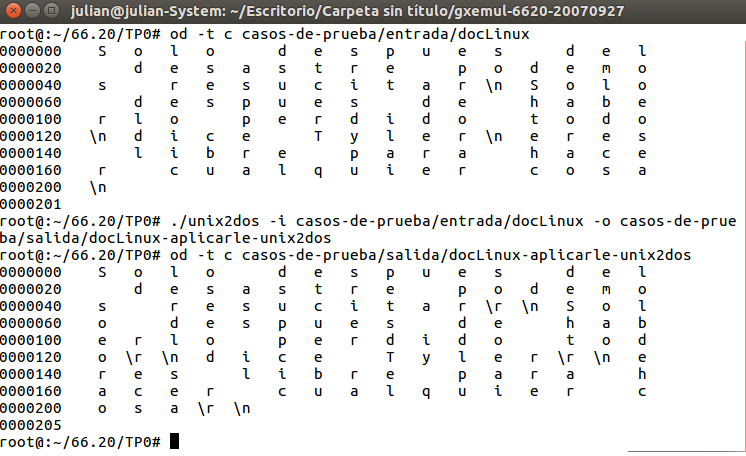 julian@julian-System: ~/Escritorio/Carpeta sin título/gxemul-6620-20070927
root@:~/66.20/TP0# od -t c casos-de-prueba/entrada/docLinux
0000000   S   o   l   o       d   e   s   p   u   e   s       d   e   l
0000020       d   e   s   a   s   t   r   e       p   o   d   e   m   o
0000040   s       r   e   s   u   c   i   t   a   r  \n   S   o   l   o
0000060       d   e   s   p   u   e   s       d   e       h   a   b   e
0000100   r   l   o       p   e   r   d   i   d   o       t   o   d   o
0000120  \n   d   i   c   e       T   y   l   e   r  \n   e   r   e   s
0000140       l   i   b   r   e       p   a   r   a       h   a   c   e
0000160   r       c   u   a   l   q   u   i   e   r       c   o   s   a
0000200  \n
0000201
root@:~/66.20/TP0# ./unix2dos -i casos-de-prueba/entrada/docLinux -o casos-de-prue
ba/salida/docLinux-aplicarle-unix2dos
root@:~/66.20/TP0# od -t c casos-de-prueba/salida/docLinux-aplicarle-unix2dos
0000000   S   o   l   o       d   e   s   p   u   e   s       d   e   l
0000020       d   e   s   a   s   t   r   e       p   o   d   e   m   o
0000040   s       r   e   s   u   c   i   t   a   r  \r  \n   S   o   l
0000060   o       d   e   s   p   u   e   s       d   e       h   a   b
0000100   e   r   l   o       p   e   r   d   i   d   o       t   o   d
0000120   o  \r  \n   d   i   c   e       T   y   l   e   r  \r  \n   e
0000140   r   e   s       l   i   b   r   e       p   a   r   a       h
0000160   a   c   e   r       c   u   a   l   q   u   i   e   r       c
0000200   o   s   a  \r  \n
0000205
root@:~/66.20/TP0#